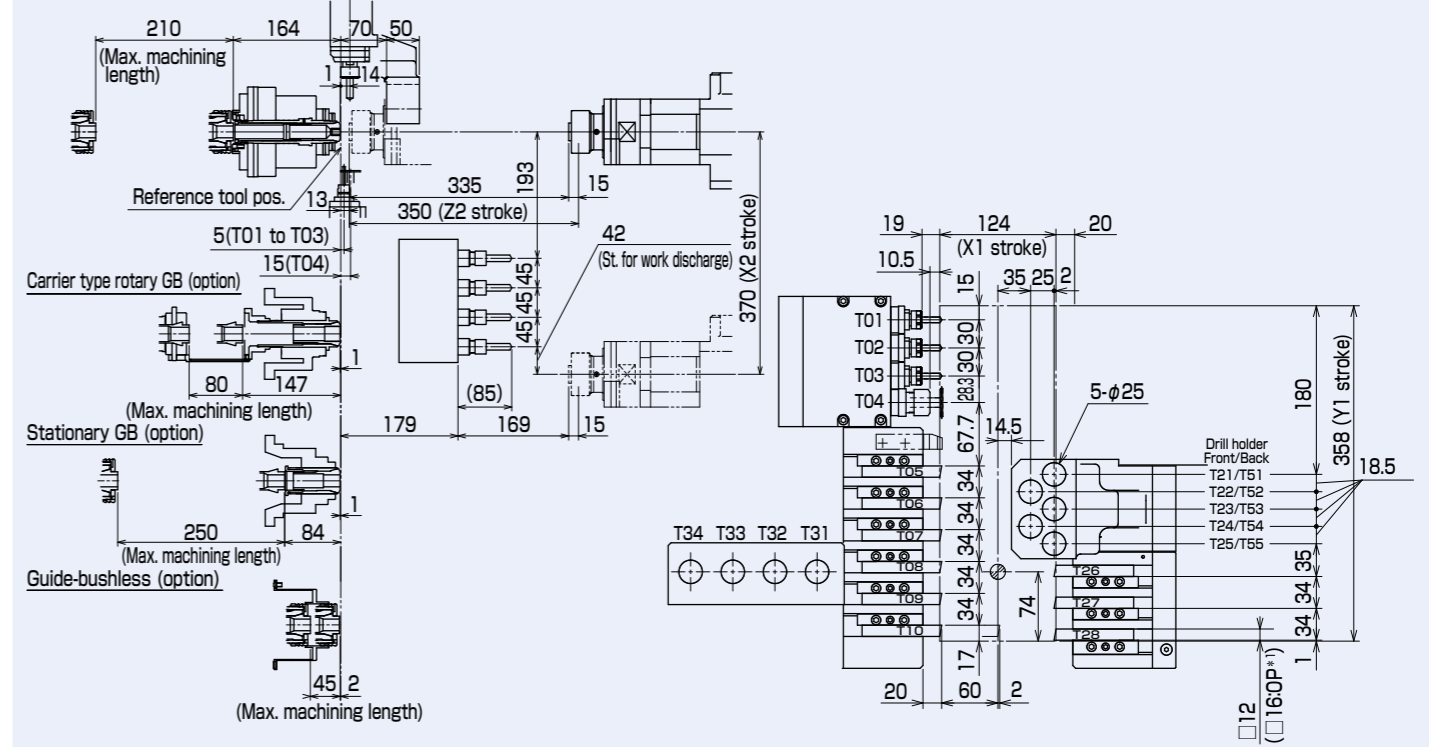 210
164
70
50
(Max. machining
length)
1
14
Reference tool pos.
13
335
15
193
350 (Z2 stroke)
5(T01 to T03)
15(T04)
42
(St. for work discharge)
370 (X2 stroke)
45
45
45
(85)
179
169
15
Carrier type rotary GB (option)
1
80
147
(Max. machining length)
Stationary GB (option)
1
250
84
(Max. machining length)
Guide-bushless (option)
45
2
(Max. machining length)
19
124
20
(X1 stroke)
10.5
35
25
2
15
T01
T02
T03
T04
30
30
28.3
67.7
5-φ25
14.5
180
358 (Y1 stroke)
Drill holder
Front/Back
T21/T51
T22/T52
T23/T53
T24/T54
T25/T55
18.5
T05
T06
T07
T08
T09
T10
34
34
34
34
34
17
T34
T33
T32
T31
74
T26
T27
T28
35
34
34
1
20
60
2
□12
(□16:OP*1)